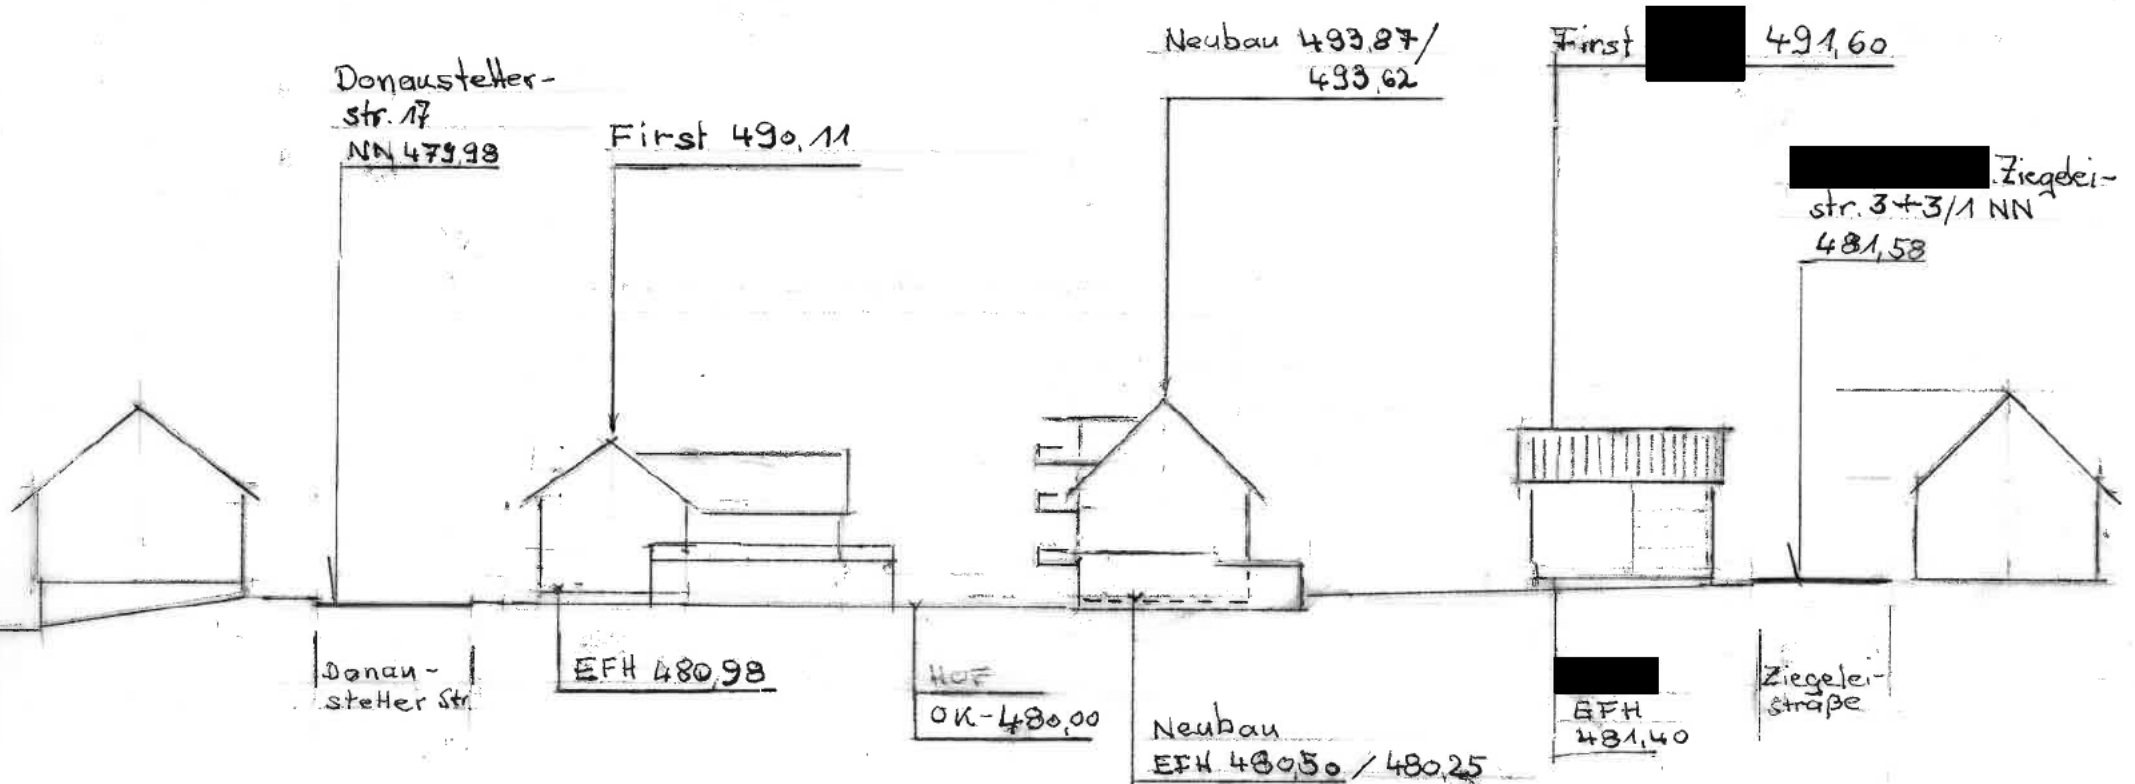 Donaustetter-
str. 17
NN 479,98
First 490,11
Neubau 493,87/
493,62
First 491,60
Ziegelei-
str. 3+3/1 NN
481,58
Donau-
stetter Str.
EFH 480,98
HOF
OK-480,00
Neubau
EFH 480,50 / 480,25
EFH
481,40
Ziegelei-
straße